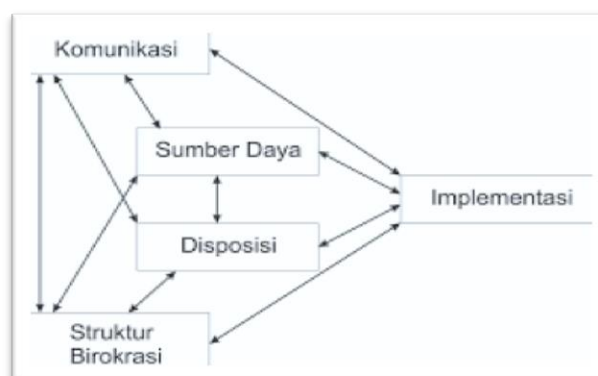 Komunikasi
Sumber Daya
Implementasi
Disposisi
Struktur
Birokrasi